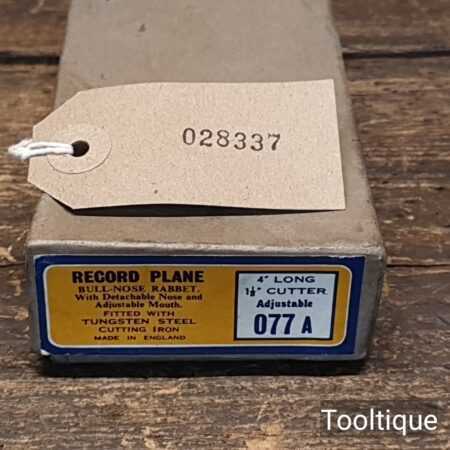 028337
RECORD PLANE
BULL-NOSE RABBET.
With Detachable Nose and
Adjustable Mouth.
FITTED WITH
TUNGSTEN STEEL
CUTTING IRON
MADE IN ENGLAND
4" LONG
1⅛" CUTTER
Adjustable
077 A
Tooltique